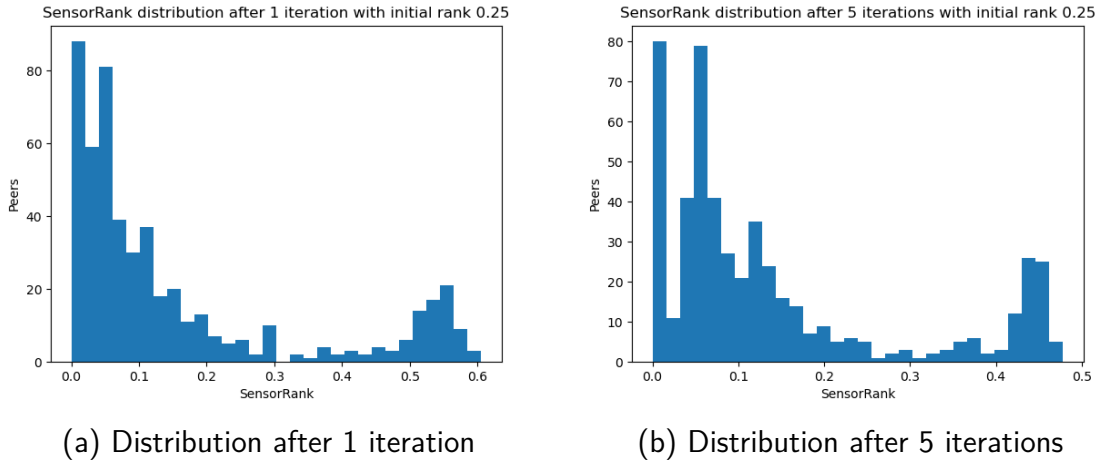 SensorRank distribution after 1 iteration with initial rank 0.25
80
60
40
20
0
Peers
0.0 0.1 0.2 0.3 0.4 0.5 0.6
SensorRank
(a) Distribution after 1 iteration
SensorRank distribution after 5 iterations with initial rank 0.25
80
70
60
50
40
30
20
10
0
Peers
0.0 0.1 0.2 0.3 0.4 0.5
SensorRank
(b) Distribution after 5 iterations